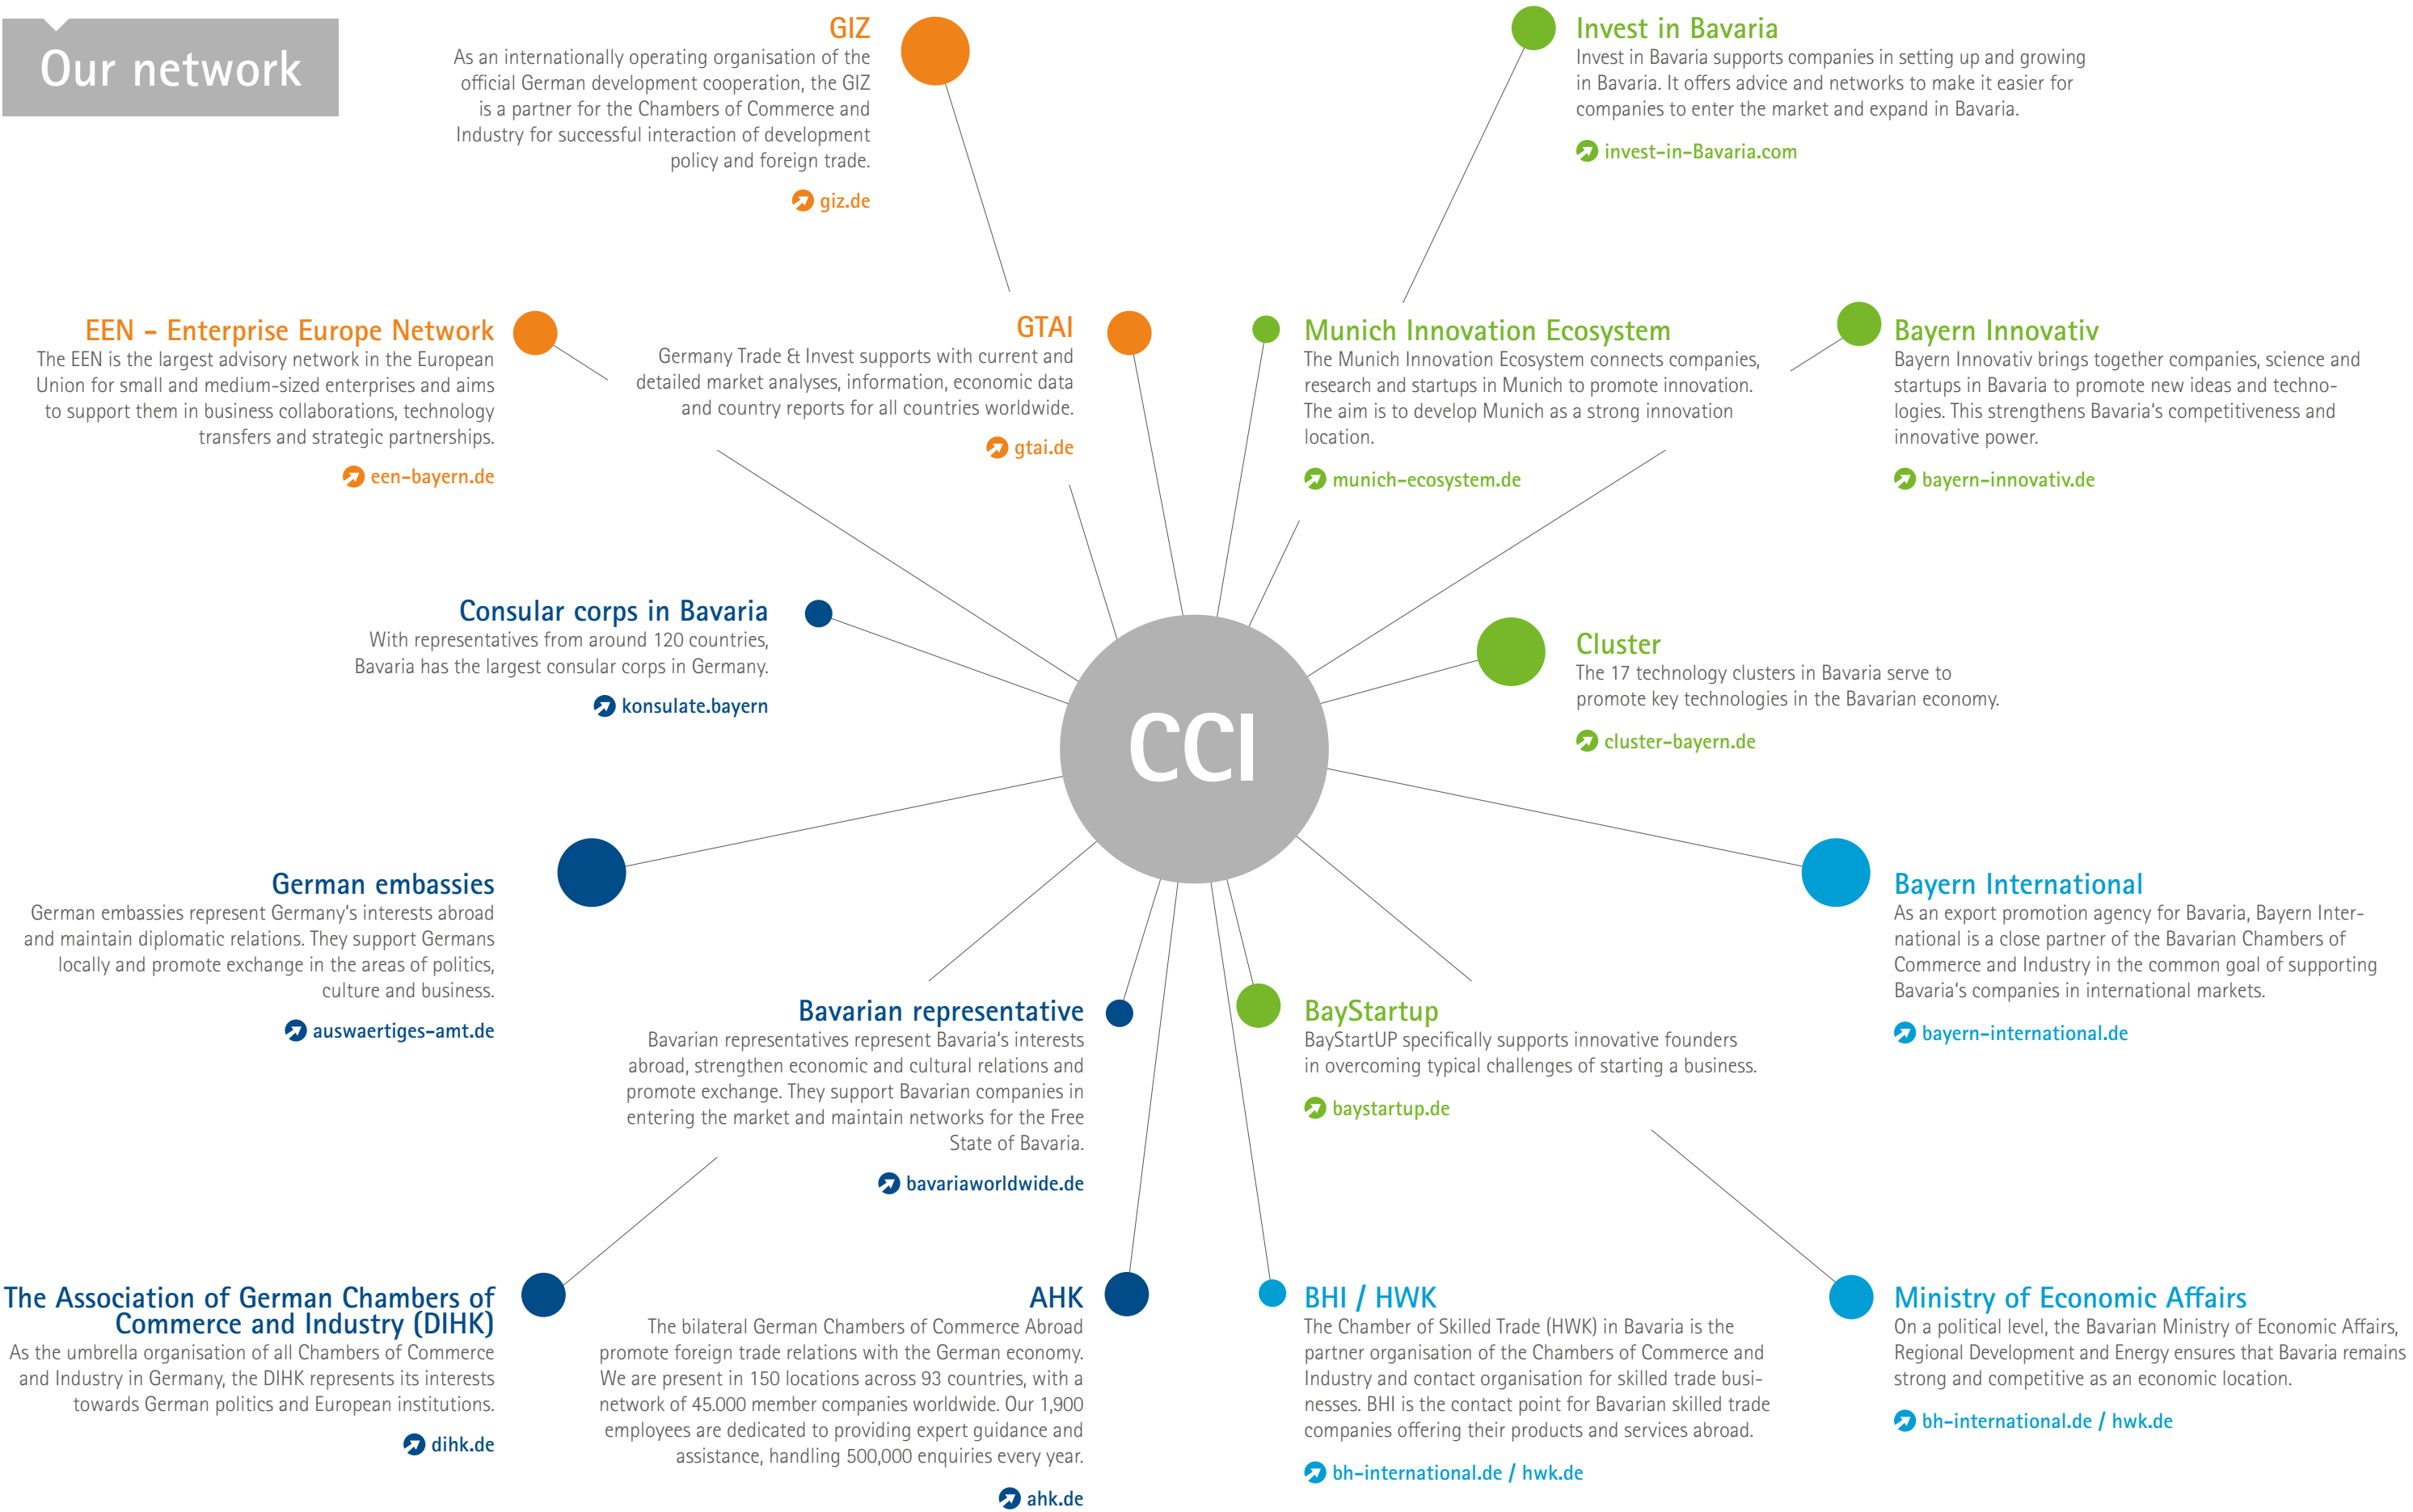 Our network
GIZ
As an internationally operating organisation of the
official German development cooperation, the GIZ
is a partner for the Chambers of Commerce and
Industry for successful interaction of development
policy and foreign trade.
giz.de
Invest in Bavaria
Invest in Bavaria supports companies in setting up and growing
in Bavaria. It offers advice and networks to make it easier for
companies to enter the market and expand in Bavaria.
invest-in-Bavaria.com
EEN - Enterprise Europe Network
The EEN is the largest advisory network in the European
Union for small and medium-sized enterprises and aims
to support them in business collaborations, technology
transfers and strategic partnerships.
een-bayern.de
GTAI
Germany Trade & Invest supports with current and
detailed market analyses, information, economic data
and country reports for all countries worldwide.
gtai.de
Munich Innovation Ecosystem
The Munich Innovation Ecosystem connects companies,
research and startups in Munich to promote innovation.
The aim is to develop Munich as a strong innovation
location.
munich-ecosystem.de
Bayern Innovativ
Bayern Innovativ brings together companies, science and
startups in Bavaria to promote new ideas and techno-
logies. This strengthens Bavaria's competitiveness and
innovative power.
bayern-innovativ.de
Consular corps in Bavaria
With representatives from around 120 countries,
Bavaria has the largest consular corps in Germany.
konsulate.bayern
CCI
Cluster
The 17 technology clusters in Bavaria serve to
promote key technologies in the Bavarian economy.
cluster-bayern.de
German embassies
German embassies represent Germany's interests abroad
and maintain diplomatic relations. They support Germans
locally and promote exchange in the areas of politics,
culture and business.
auswaertiges-amt.de
Bavarian representative
Bavarian representatives represent Bavaria's interests
abroad, strengthen economic and cultural relations and
promote exchange. They support Bavarian companies in
entering the market and maintain networks for the Free
State of Bavaria.
bavariaworldwide.de
BayStartup
BayStartUP specifically supports innovative founders
in overcoming typical challenges of starting a business.
baystartup.de
Bayern International
As an export promotion agency for Bavaria, Bayern Inter-
national is a close partner of the Bavarian Chambers of
Commerce and Industry in the common goal of supporting
Bavaria's companies in international markets.
bayern-international.de
The Association of German Chambers of
Commerce and Industry (DIHK)
As the umbrella organisation of all Chambers of Commerce
and Industry in Germany, the DIHK represents its interests
towards German politics and European institutions.
dihk.de
AHK
The bilateral German Chambers of Commerce Abroad
promote foreign trade relations with the German economy.
We are present in 150 locations across 93 countries, with a
network of 45.000 member companies worldwide. Our 1,900
employees are dedicated to providing expert guidance and
assistance, handling 500,000 enquiries every year.
ahk.de
BHI / HWK
The Chamber of Skilled Trade (HWK) in Bavaria is the
partner organisation of the Chambers of Commerce and
Industry and contact organisation for skilled trade busi-
nesses. BHI is the contact point for Bavarian skilled trade
companies offering their products and services abroad.
bh-international.de / hwk.de
Ministry of Economic Affairs
On a political level, the Bavarian Ministry of Economic Affairs,
Regional Development and Energy ensures that Bavaria remains
strong and competitive as an economic location.
bh-international.de / hwk.de